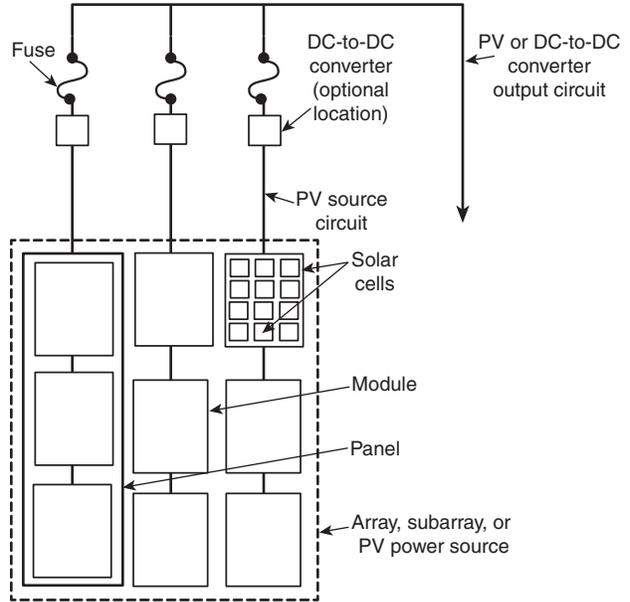 Fuse
DC-to-DC
converter
(optional
location)
PV or DC-to-DC
converter
output circuit
PV source
circuit
Solar
cells
Module
Panel
Array, subarray, or
PV power source